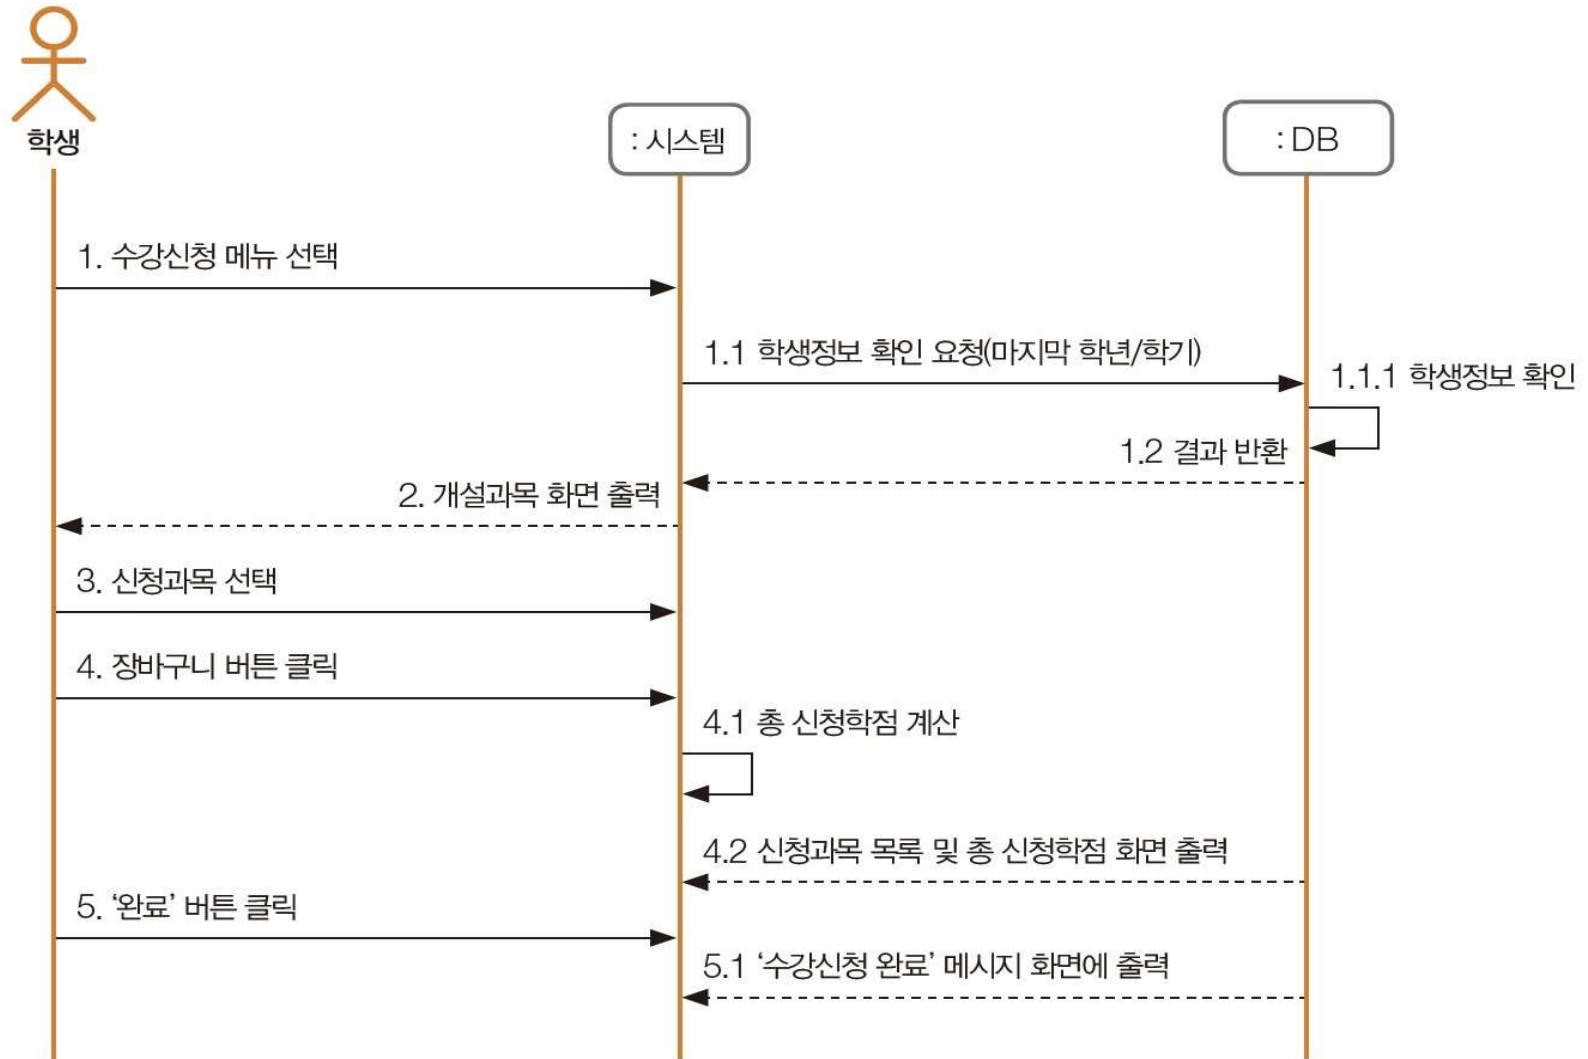 학생
: 시스템
: DB
1. 수강신청 메뉴 선택
1.1 학생정보 확인 요청(마지막 학년/학기)
1.1.1 학생정보 확인
1.2 결과 반환
2. 개설과목 화면 출력
3. 신청과목 선택
4. 장바구니 버튼 클릭
4.1 총 신청학점 계산
4.2 신청과목 목록 및 총 신청학점 화면 출력
5. ‘완료’ 버튼 클릭
5.1 ‘수강신청 완료’ 메시지 화면에 출력